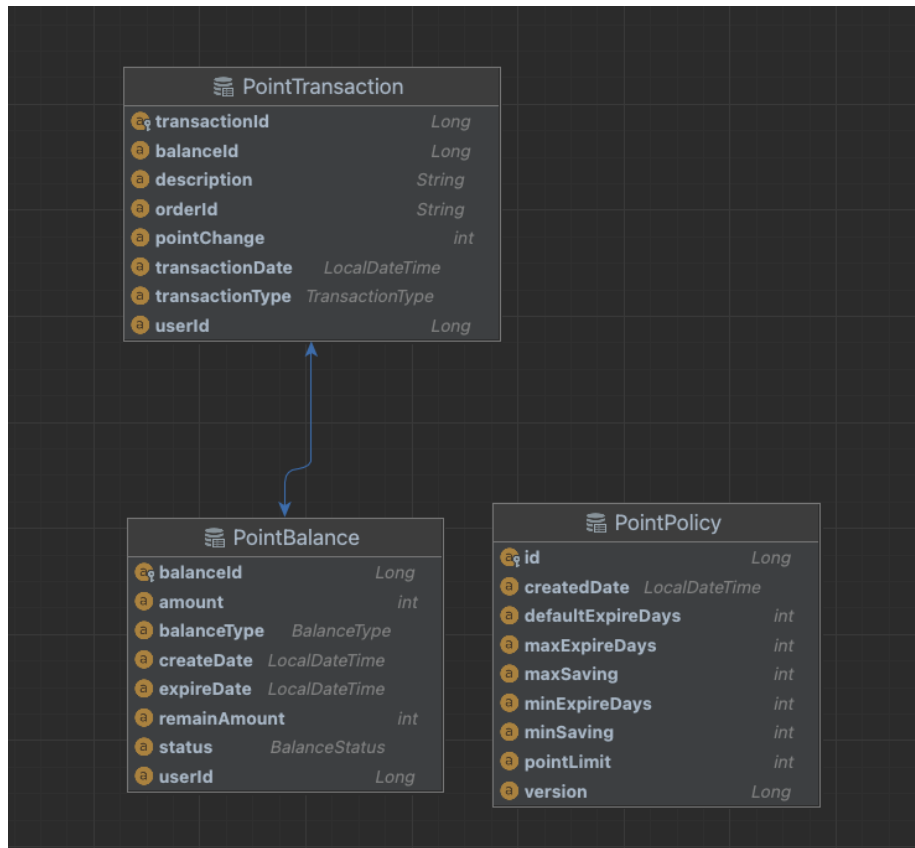 PointTransaction
transactionId Long
balanceId Long
description String
orderId String
pointChange int
transactionDate LocalDateTime
transactionType TransactionType
userId Long
PointBalance
balanceId Long
amount int
balanceType BalanceType
createDate LocalDateTime
expireDate LocalDateTime
remainAmount int
status BalanceStatus
userId Long
PointPolicy
id Long
createdDate LocalDateTime
defaultExpireDays int
maxExpireDays int
maxSaving int
minExpireDays int
minSaving int
pointLimit int
version Long